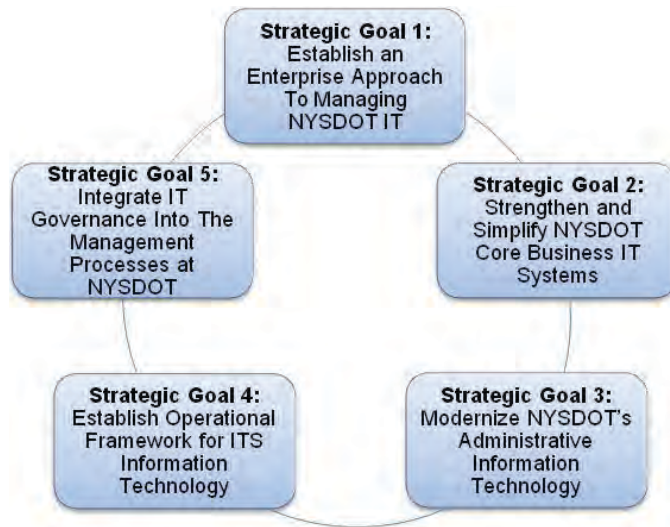 Strategic Goal 1:
Establish an
Enterprise Approach
To Managing
NYSDOT IT
Strategic Goal 2:
Strengthen and
Simplify NYSDOT
Core Business IT
Systems
Strategic Goal 3:
Modernize NYSDOT's
Administrative
Information
Technology
Strategic Goal 4:
Establish Operational
Framework for ITS
Information
Technology
Strategic Goal 5:
Integrate IT
Governance Into The
Management
Processes at
NYSDOT